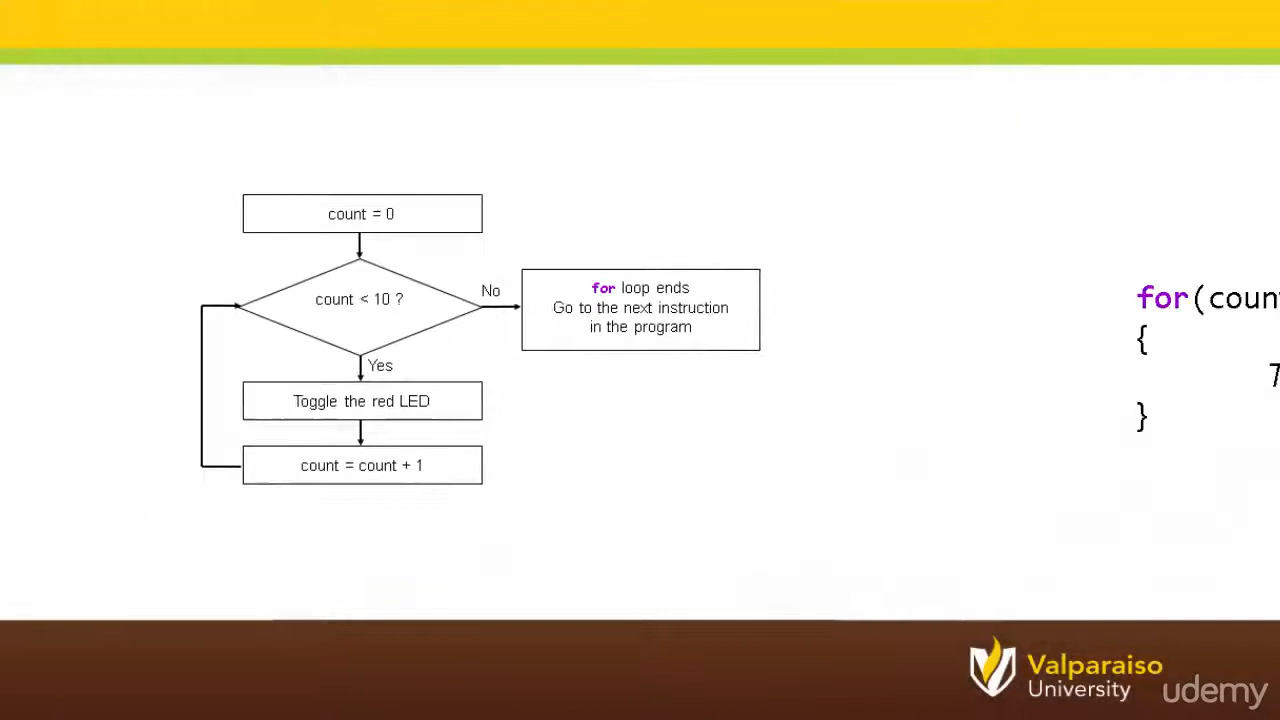 count = 0
count < 10 ?
No
for loop ends
Go to the next instruction
in the program
Yes
Toggle the red LED
count = count + 1
for(coun
{
}
Valparaiso
University
udemy